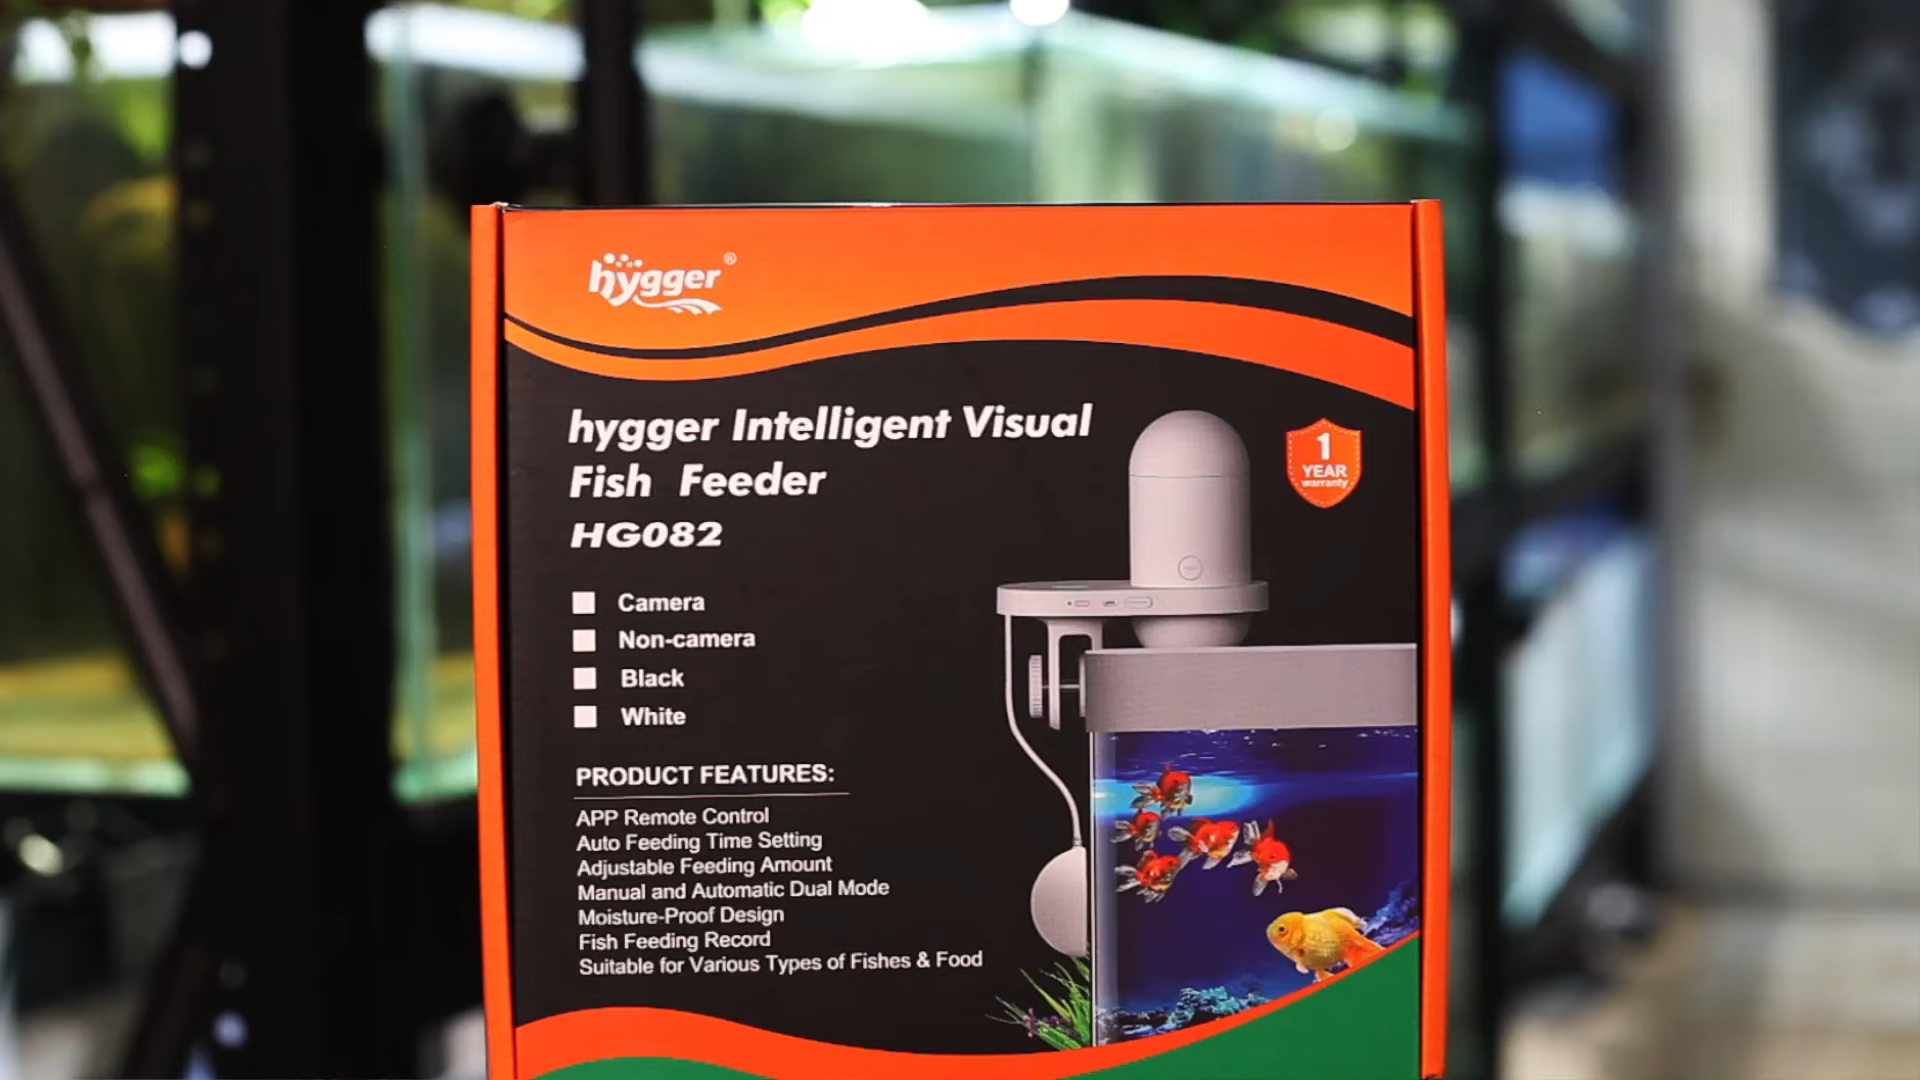 hygger®
hygger Intelligent Visual
Fish Feeder
HG082
1
YEAR
warranty
Camera
Non-camera
Black
White
PRODUCT FEATURES:
APP Remote Control
Auto Feeding Time Setting
Adjustable Feeding Amount
Manual and Automatic Dual Mode
Moisture-Proof Design
Fish Feeding Record
Suitable for Various Types of Fishes & Food